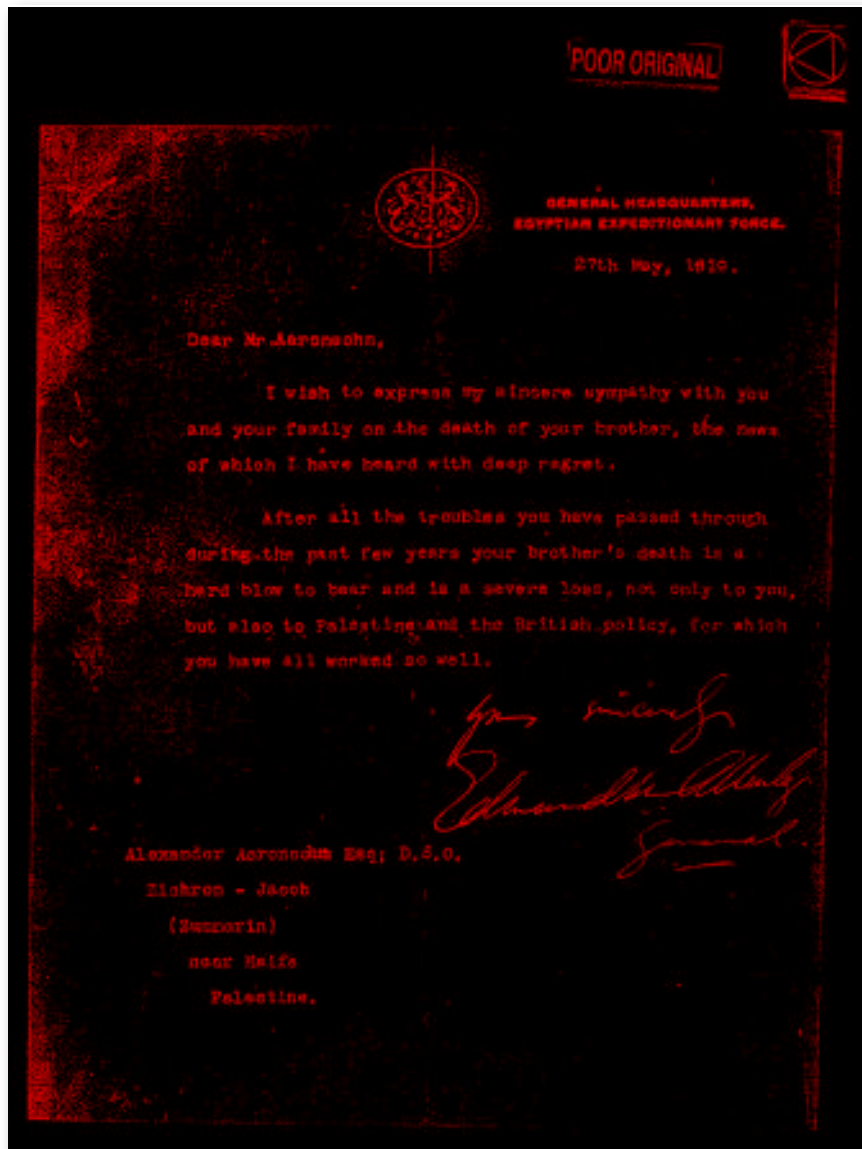 POOR ORIGINAL
GENERAL HEADQUARTERS,
EGYPTIAN EXPEDITIONARY FORCE.
27th May, 1919.
Dear Mr.Aaronsohn,
I wish to express my sincere sympathy with you
and your family on the death of your brother, the news
of which I have heard with deep regret.
After all the troubles you have passed through
during the past few years your brother's death is a
hard blow to bear and is a severe loss, not only to you,
but also to Palestine and the British policy, for which
you have all worked so well.
Yrs sincerely
Edmund H Allenby
General.
Alexander Aaronsohn Esq; D.S.O.
Zichron - Jacob
(Zummarin)
near Haifa
Palestine.